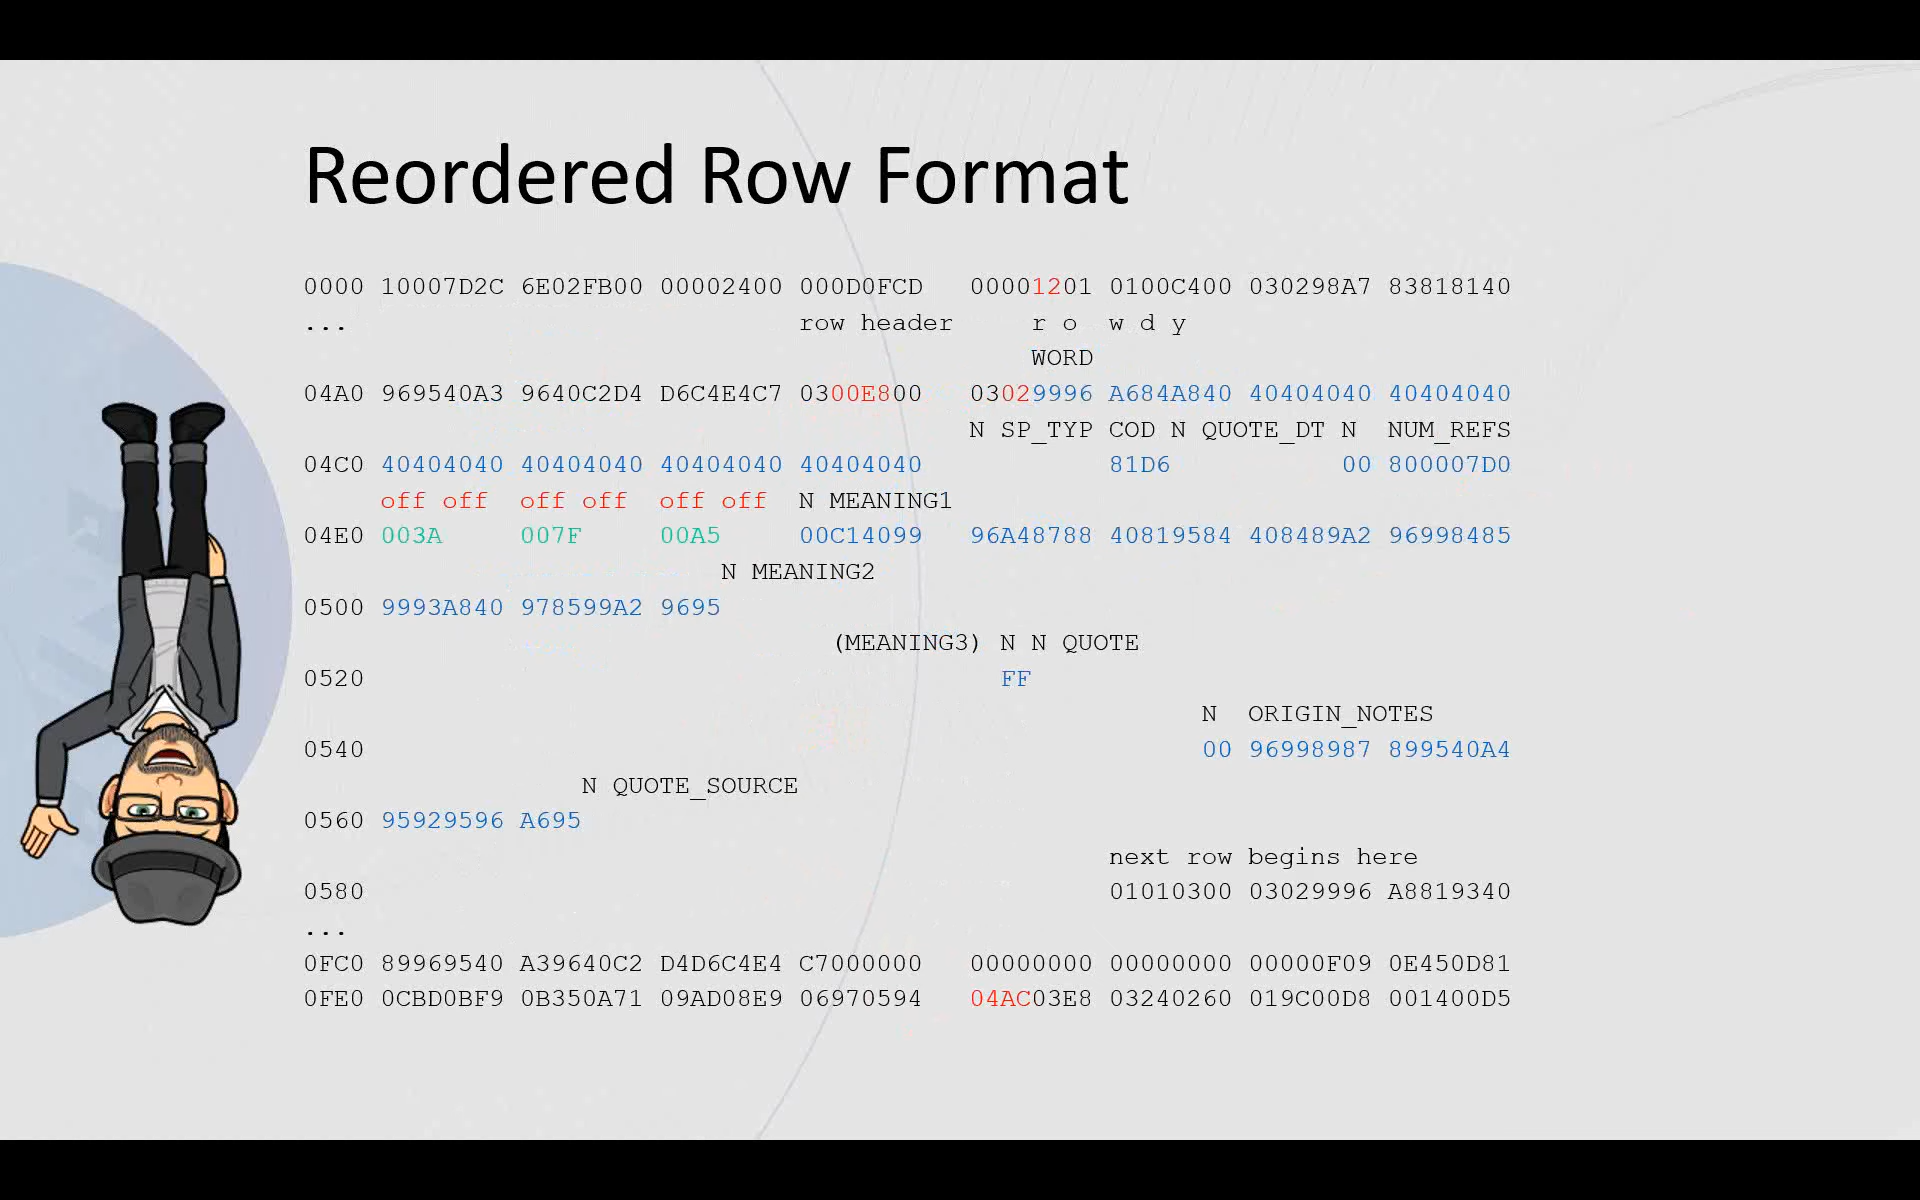 Reordered Row Format
0000 10007D2C 6E02FB00 00002400 000D0FCD 00001201 0100C400 030298A7 83818140
... row header r o w d y
WORD
04A0 969540A3 9640C2D4 D6C4E4C7 0300E800 03029996 A684A840 40404040 40404040
N SP_TYP COD N QUOTE_DT N NUM_REFS
04C0 40404040 40404040 40404040 40404040 81D6 00 800007D0
off off off off off off N MEANING1
04E0 003A 007F 00A5 00C14099 96A48788 40819584 408489A2 96998485
N MEANING2
0500 9993A840 978599A2 9695
(MEANING3) N N QUOTE
0520 FF
N ORIGIN_NOTES
0540 00 96998987 899540A4
N QUOTE_SOURCE
0560 95929596 A695
next row begins here
0580 01010300 03029996 A8819340
...
0FC0 89969540 A39640C2 D4D6C4E4 C7000000 00000000 00000000 00000F09 0E450D81
0FE0 0CBD0BF9 0B350A71 09AD08E9 06970594 04AC03E8 03240260 019C00D8 001400D5